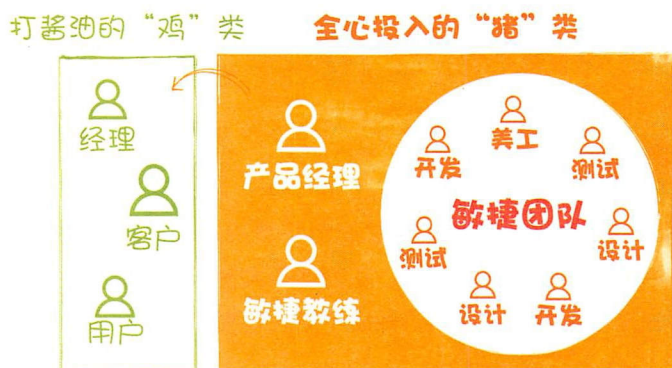 打酱油的“鸡”类
全心投入的“猪”类
经理
客户
用户
产品经理
敏捷教练
敏捷团队
美工
开发
测试
测试
设计
设计
开发